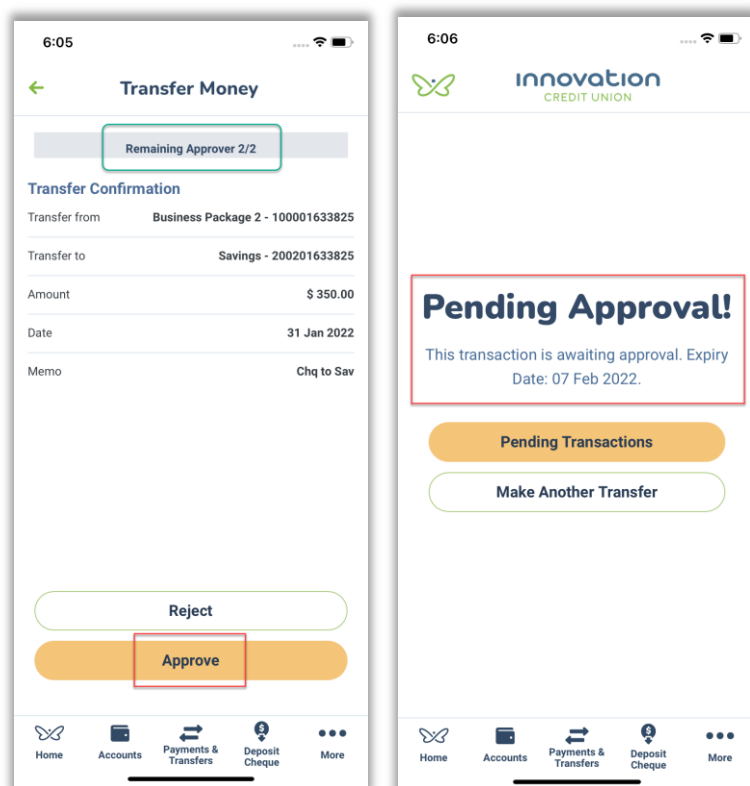 6:05
Transfer Money
Remaining Approver 2/2
Transfer Confirmation
Transfer from Business Package 2 - 100001633825
Transfer to Savings - 200201633825
Amount $ 350.00
Date 31 Jan 2022
Memo Chq to Sav
Reject
Approve
Home Accounts Payments & Transfers Deposit Cheque More
6:06
innovation
CREDIT UNION
Pending Approval!
This transaction is awaiting approval. Expiry
Date: 07 Feb 2022.
Pending Transactions
Make Another Transfer
Home Accounts Payments & Transfers Deposit Cheque More